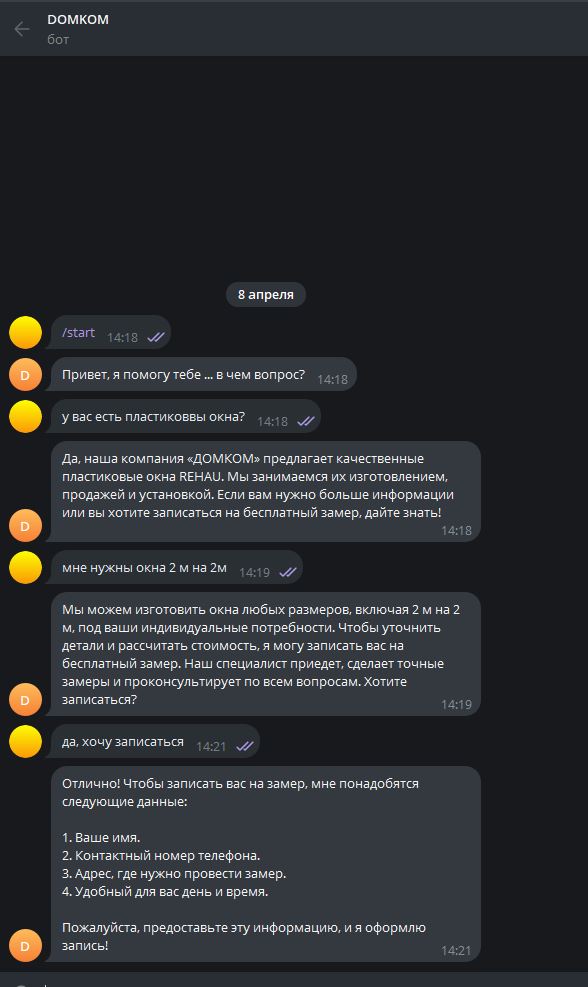 DOMKOM
бот
8 апреля
/start 14:18
D
Привет, я помогу тебе ... в чем вопрос? 14:18
у вас есть пластиковвы окна? 14:18
Да, наша компания «ДОМКОМ» предлагает качественные
пластиковые окна REHAU. Мы занимаемся их изготовлением,
продажей и установкой. Если вам нужно больше информации
или вы хотите записаться на бесплатный замер, дайте знать!
D
14:18
мне нужны окна 2 м на 2м 14:19
Мы можем изготовить окна любых размеров, включая 2 м на 2
м, под ваши индивидуальные потребности. Чтобы уточнить
детали и рассчитать стоимость, я могу записать вас на
бесплатный замер. Наш специалист приедет, сделает точные
замеры и проконсультирует по всем вопросам. Хотите
записаться?
D
14:19
да, хочу записаться 14:21
Отлично! Чтобы записать вас на замер, мне понадобятся
следующие данные:
1. Ваше имя.
2. Контактный номер телефона.
3. Адрес, где нужно провести замер.
4. Удобный для вас день и время.
Пожалуйста, предоставьте эту информацию, и я оформлю
запись!
D
14:21